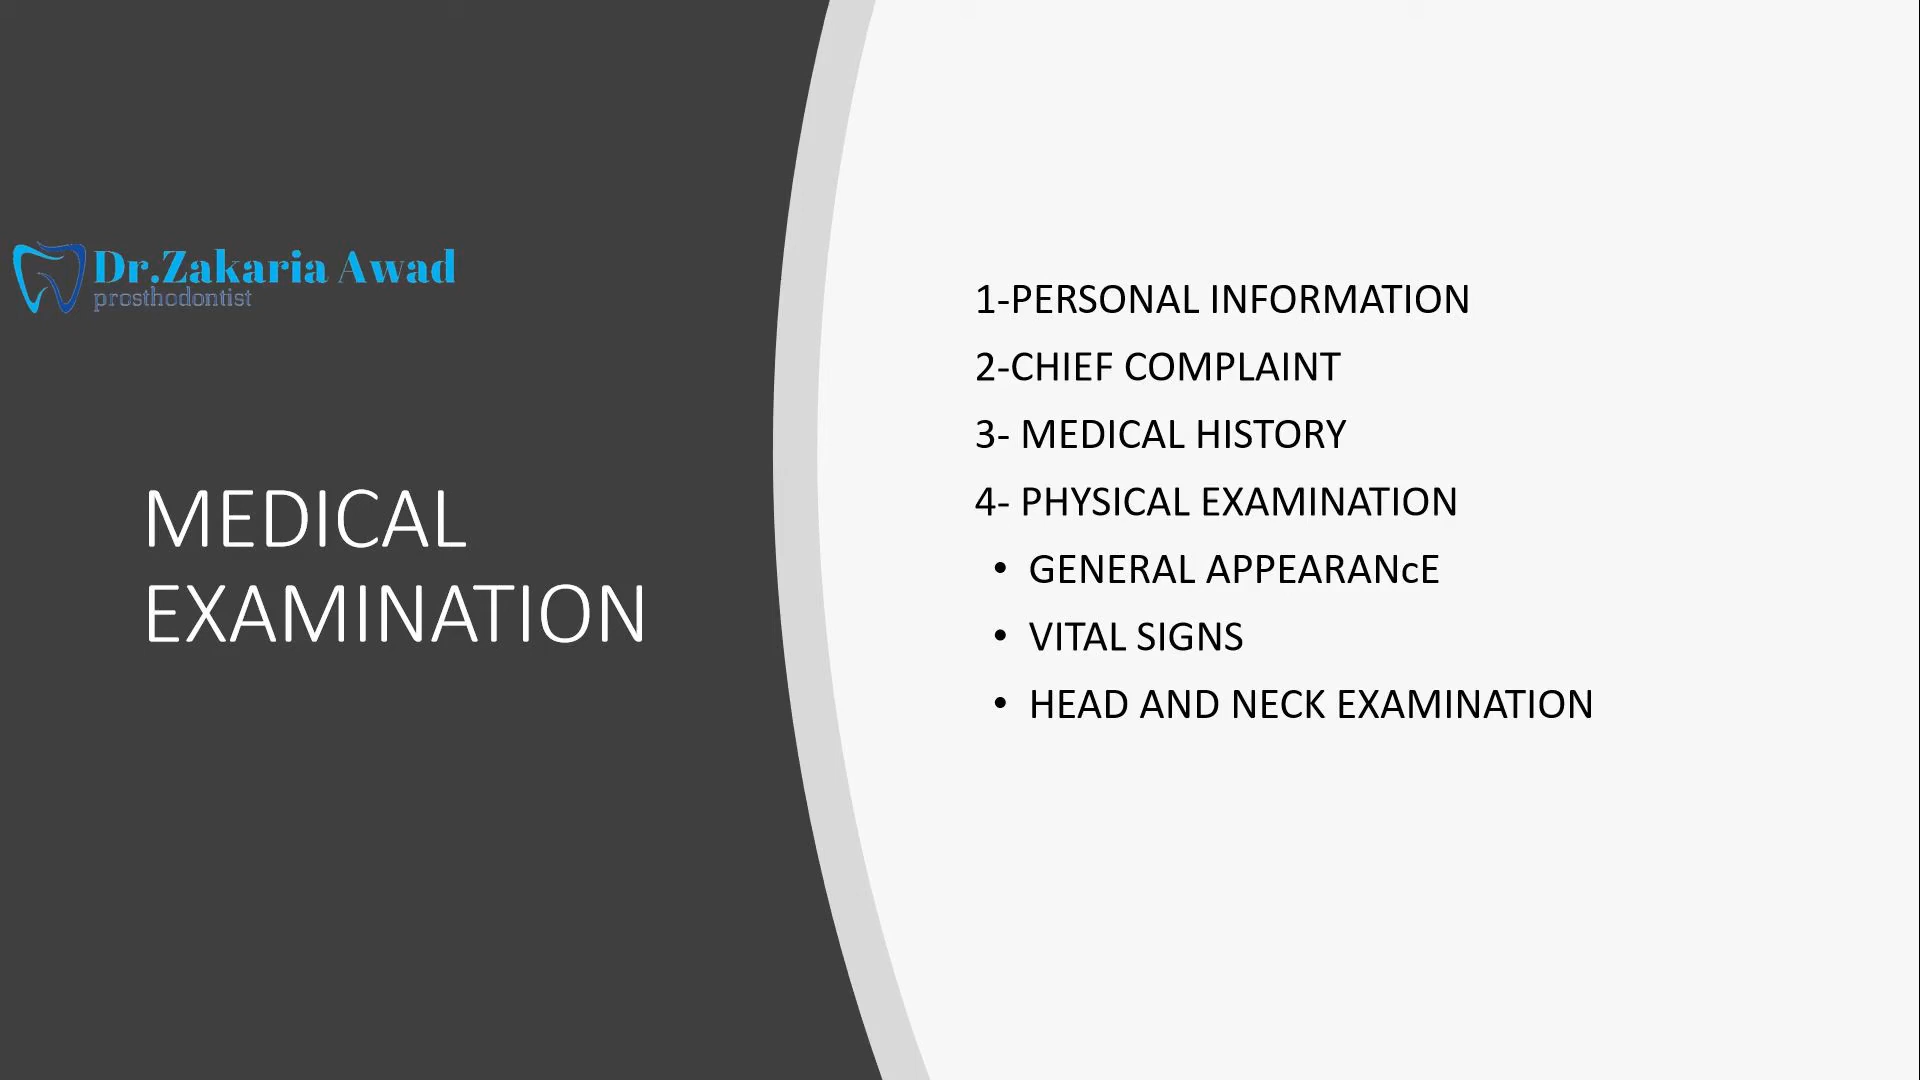 Dr.Zakaria Awad
prosthodontist
MEDICAL
EXAMINATION
1-PERSONAL INFORMATION
2-CHIEF COMPLAINT
3- MEDICAL HISTORY
4- PHYSICAL EXAMINATION
• GENERAL APPEARANcE
• VITAL SIGNS
• HEAD AND NECK EXAMINATION